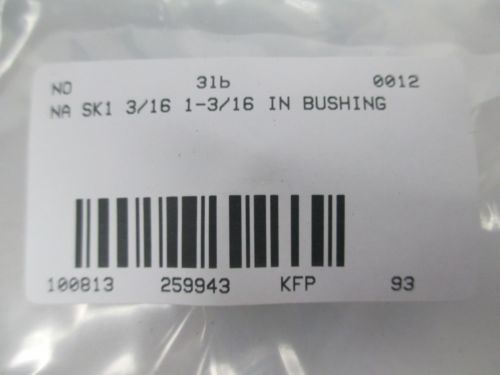 NO 31b 0012
NA SK1 3/16 1-3/16 IN BUSHING
100813 259943 KFP 93